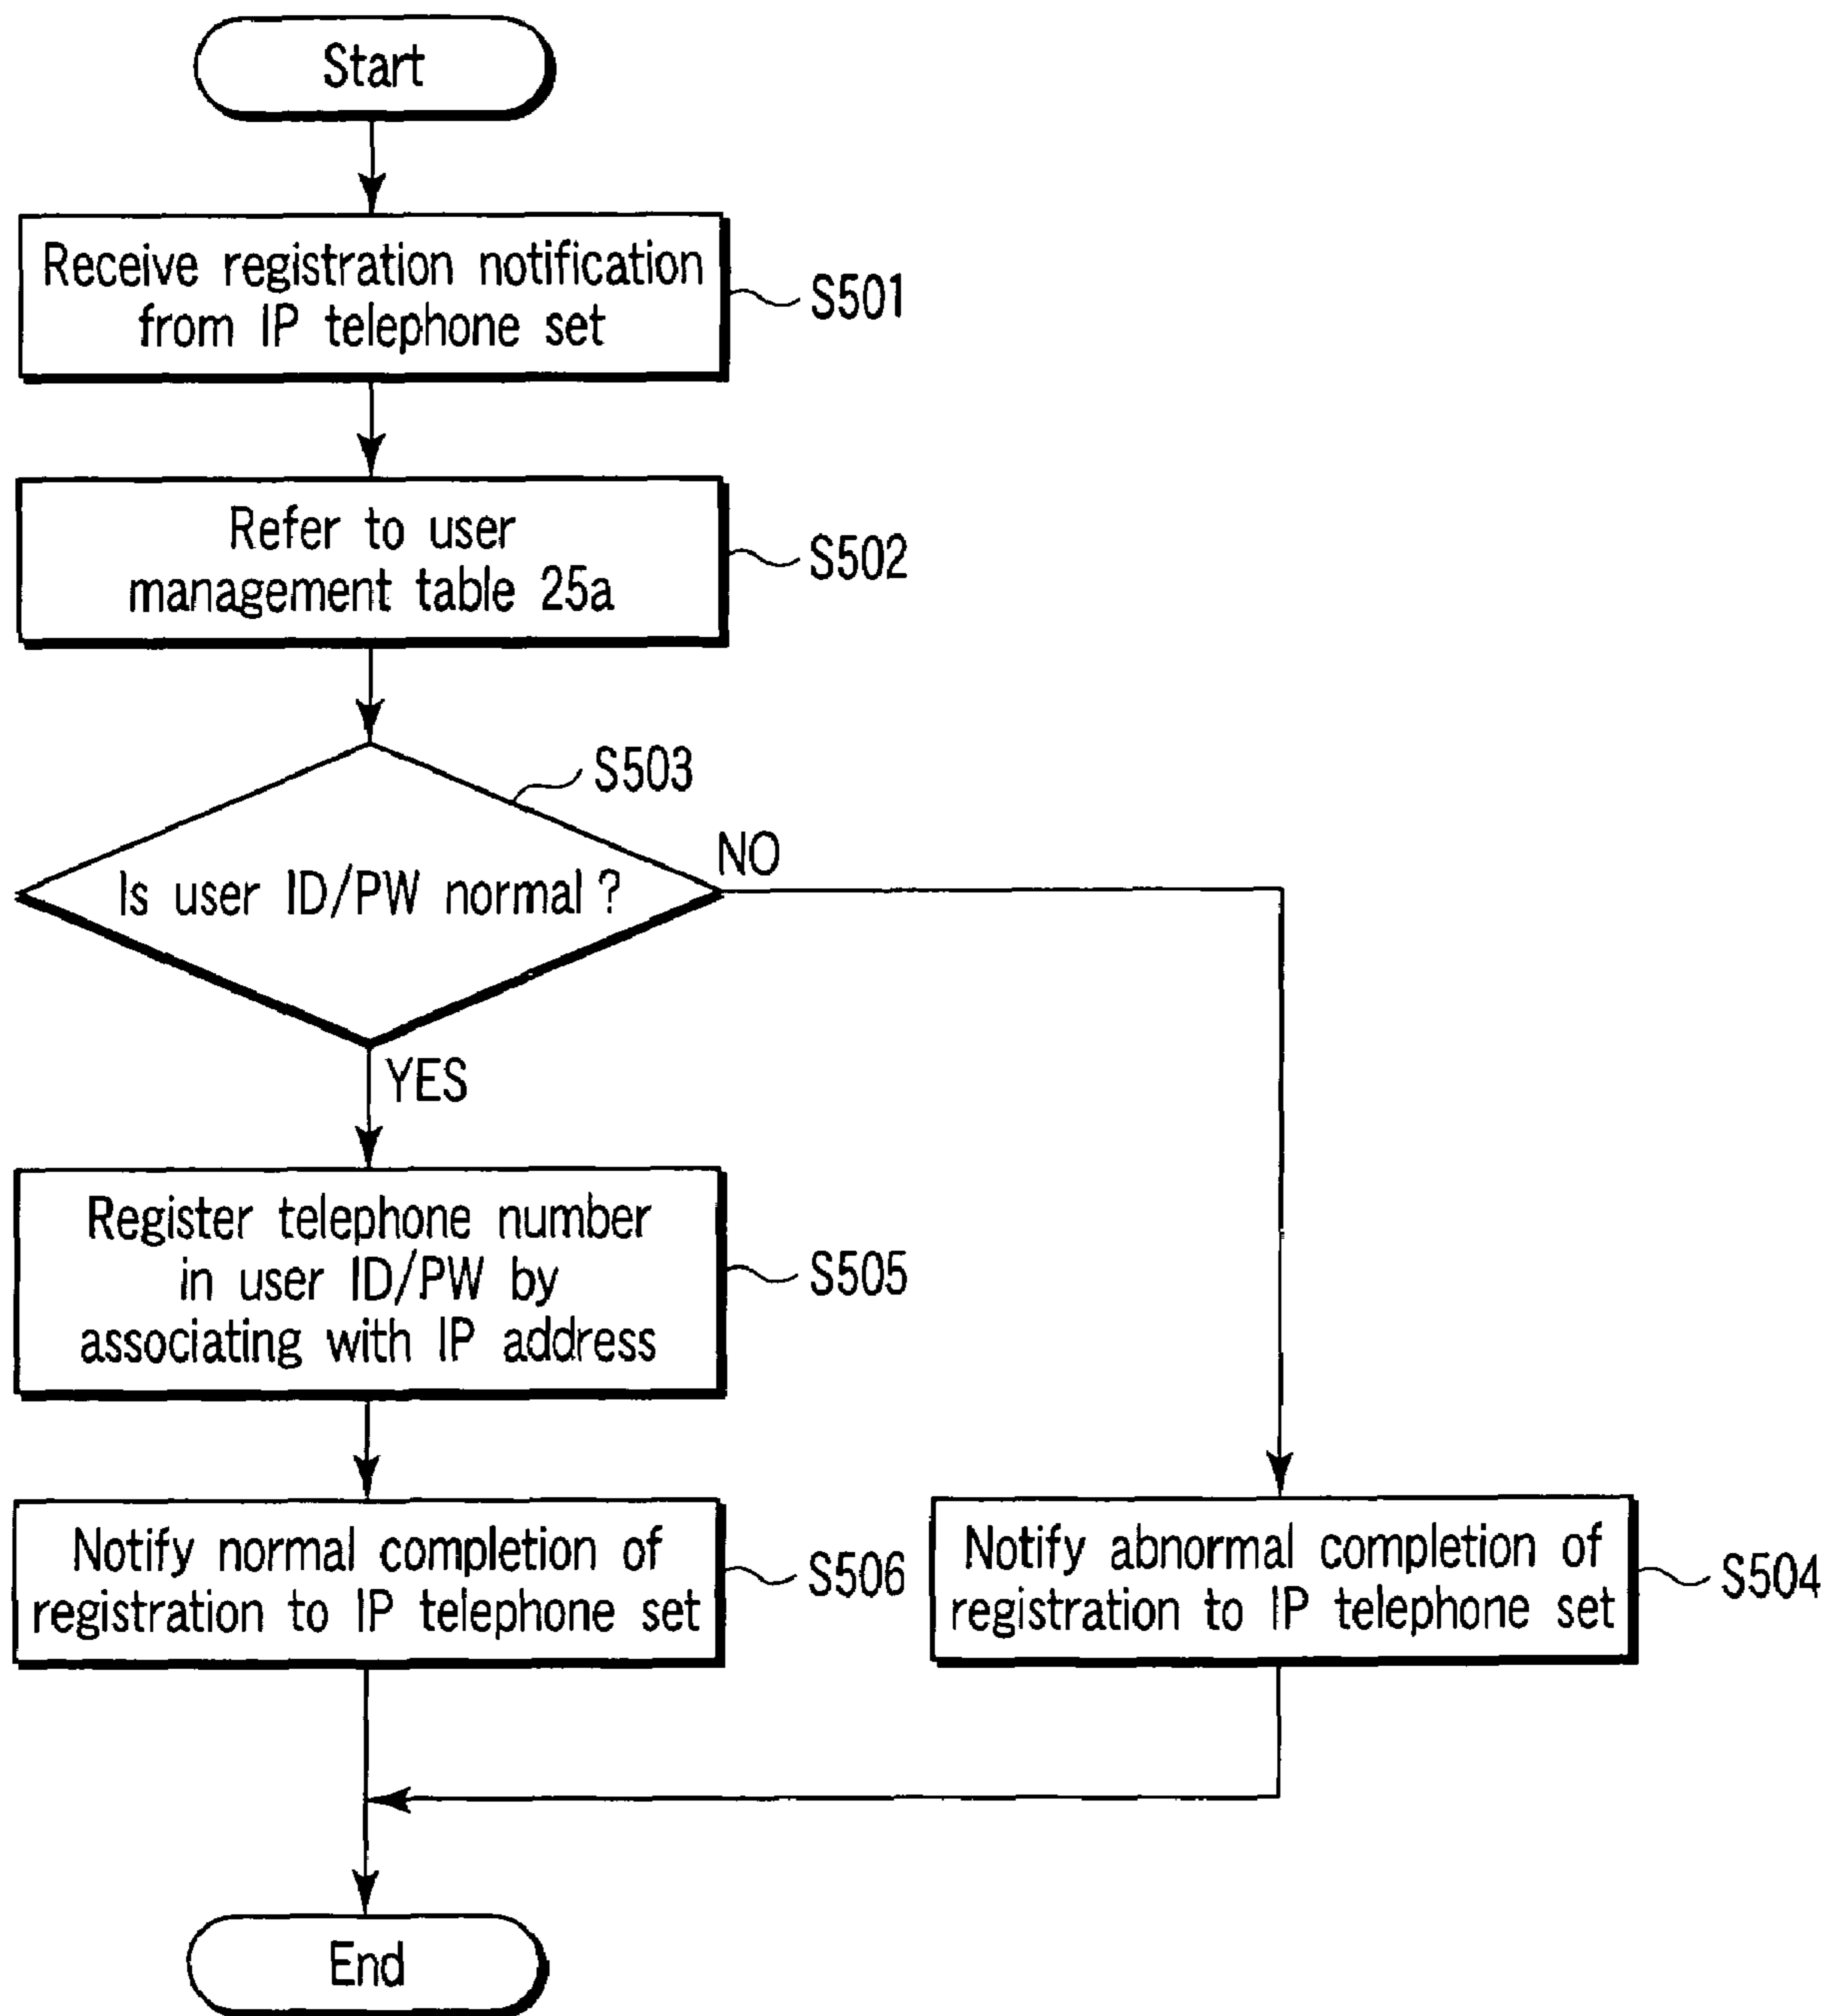 Start
Receive registration notification
from IP telephone set
S501
Refer to user
management table 25a
S502
S503
Is user ID/PW normal?
NO
YES
Register telephone number
in user ID/PW by
associating with IP address
S505
Notify normal completion of
registration to IP telephone set
S506
Notify abnormal completion of
registration to IP telephone set
S504
End